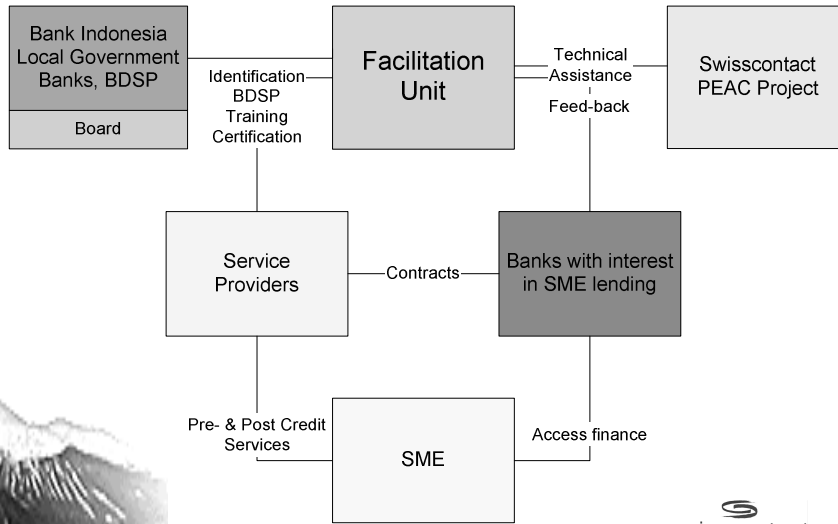 Bank Indonesia
Local Government
Banks, BDSP
Board
Identification
BDSP
Training
Certification
Facilitation
Unit
Technical
Assistance
Feed-back
Swisscontact
PEAC Project
Service
Providers
Contracts
Banks with interest
in SME lending
Pre- & Post Credit
Services
SME
Access finance